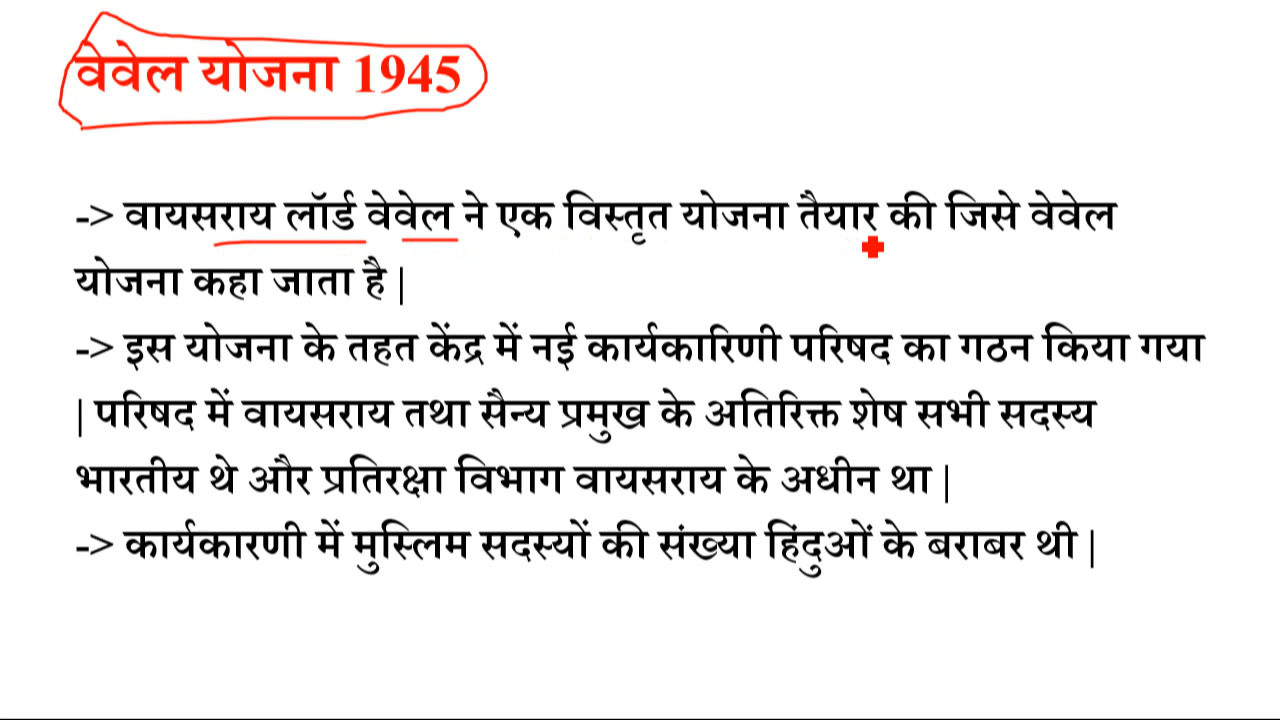 वेवेल योजना 1945
-> वायसराय लॉर्ड वेवेल ने एक विस्तृत योजना तैयार की जिसे वेवेल
योजना कहा जाता है |
-> इस योजना के तहत केंद्र में नई कार्यकारिणी परिषद का गठन किया गया
| परिषद में वायसराय तथा सैन्य प्रमुख के अतिरिक्त शेष सभी सदस्य
भारतीय थे और प्रतिरक्षा विभाग वायसराय के अधीन था |
-> कार्यकारणी में मुस्लिम सदस्यों की संख्या हिंदुओं के बराबर थी |